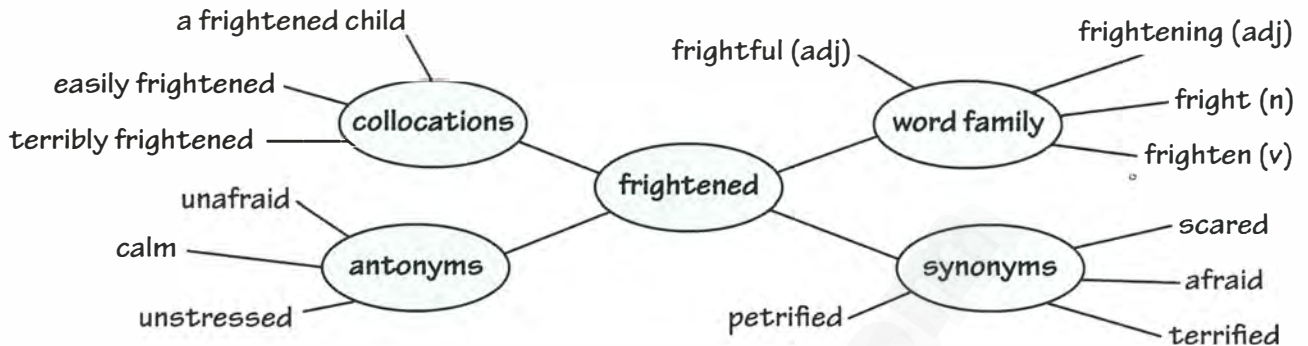 a frightened child
easily frightened
terribly frightened
collocations
frightful (adj)
frightening (adj)
fright (n)
frighten (v)
word family
frightened
unafraid
calm
unstressed
antonyms
synonyms
scared
afraid
terrified
petrified